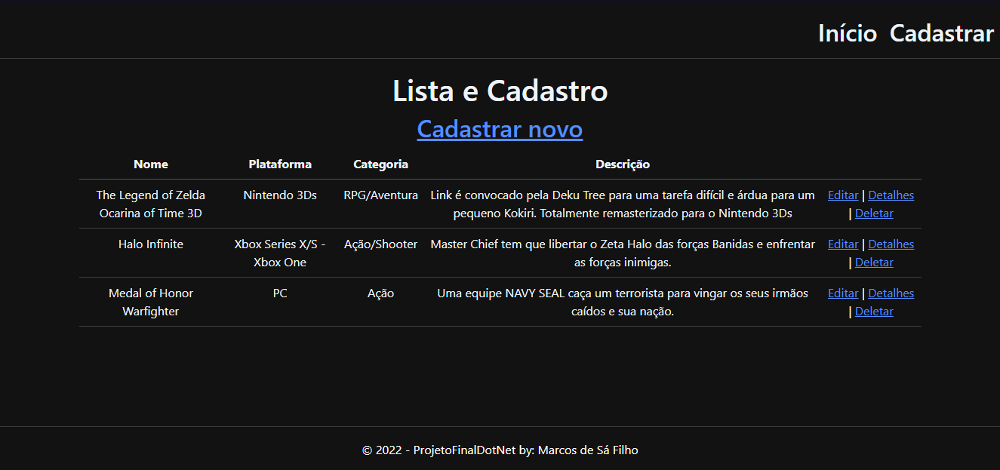 Início Cadastrar
Lista e Cadastro
Cadastrar novo
Nome Plataforma Categoria Descrição
The Legend of Zelda Nintendo 3Ds RPG/Aventura Link é convocado pela Deku Tree para uma tarefa difícil e árdua para um Editar | Detalhes
Ocarina of Time 3D pequeno Kokiri. Totalmente remasterizado para o Nintendo 3Ds | Deletar
Halo Infinite Xbox Series X/S - Ação/Shooter Master Chief tem que libertar o Zeta Halo das forças Banidas e enfrentar Editar | Detalhes
Xbox One as forças inimigas. | Deletar
Medal of Honor PC Ação Uma equipe NAVY SEAL caça um terrorista para vingar os seus irmãos Editar | Detalhes
Warfighter caídos e sua nação. | Deletar
© 2022 - ProjetoFinalDotNet by: Marcos de Sá Filho